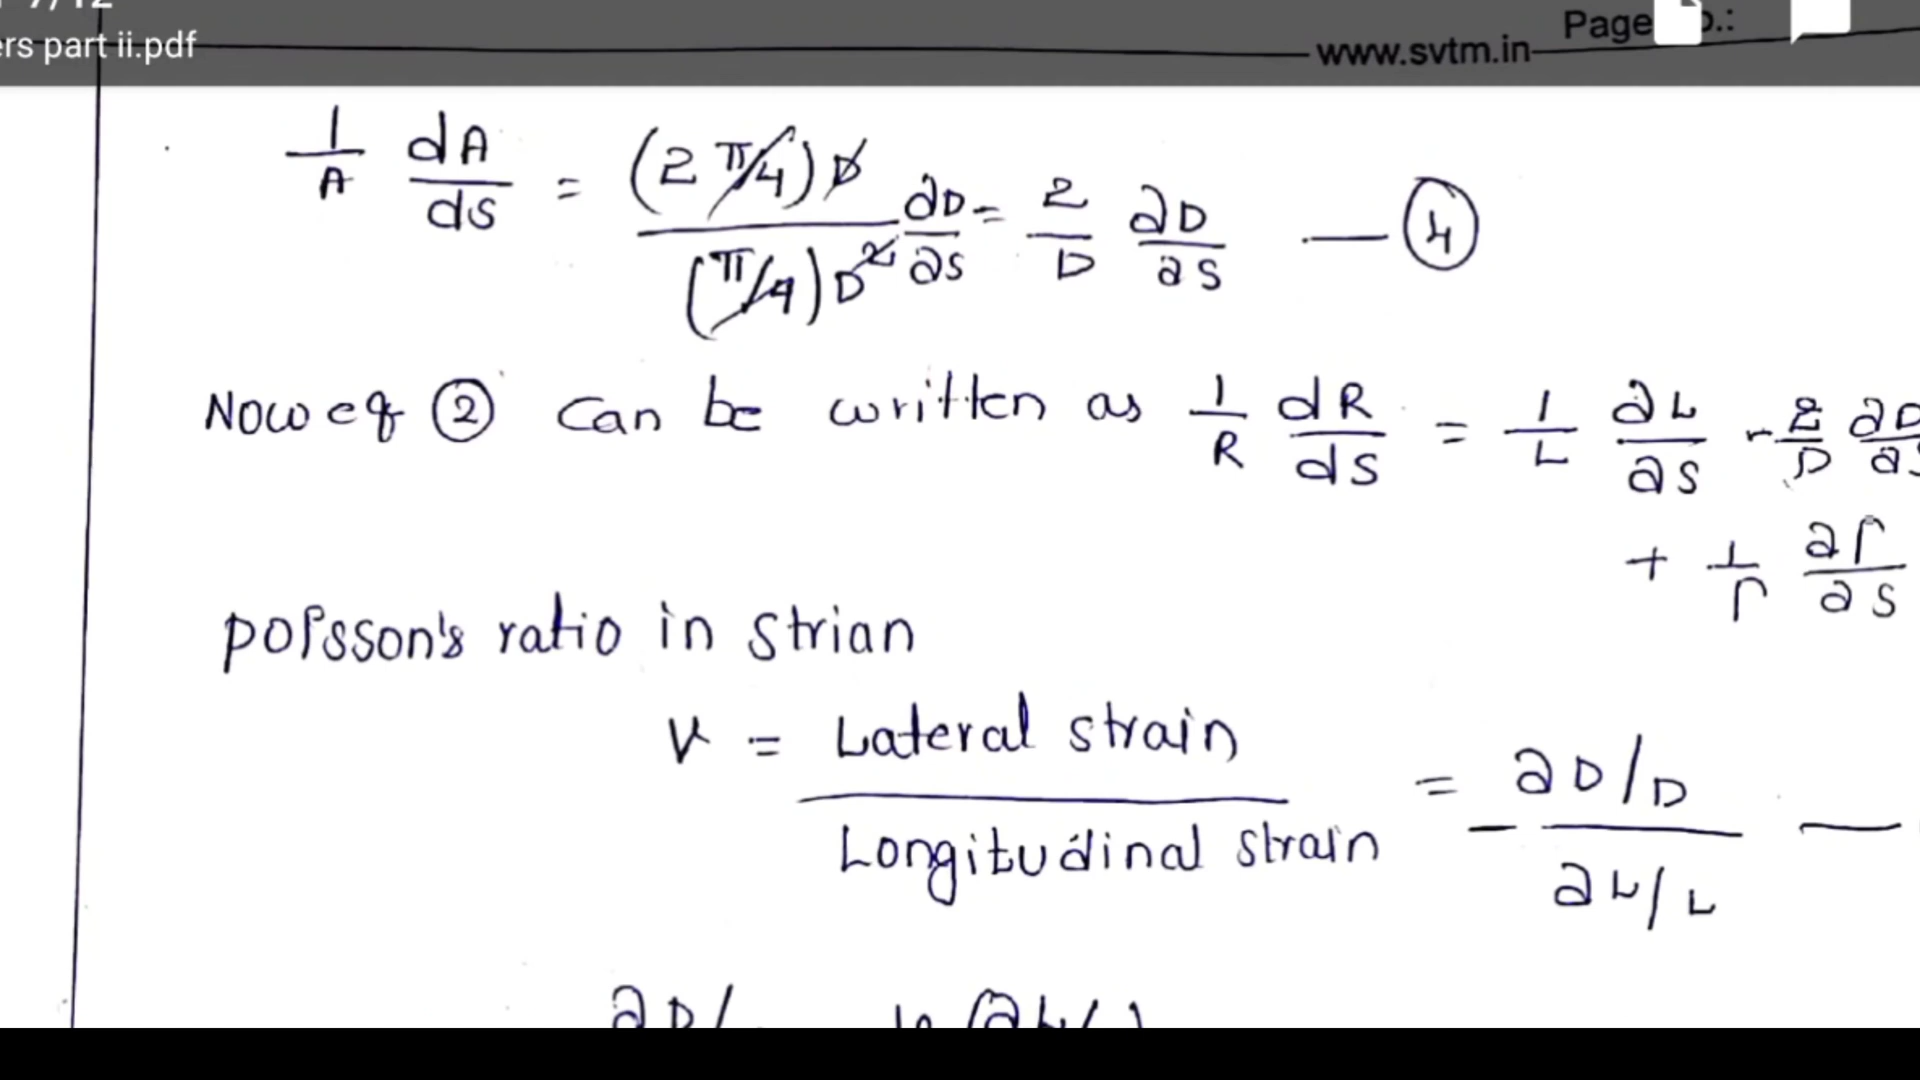 7/12
ers part ii.pdf
www.svtm.in
Page
1/A dA/ds = (2 π/4) D / (π/4) D² ∂D/∂s = 2/D ∂D/∂s — ④
Now eq ② can be written as 1/R dR/ds = 1/L ∂L/∂s - 2/D ∂D/∂s
+ 1/ρ ∂ρ/∂s
poisson's ratio in strian
ν = Lateral strain / Longitudinal strain = - ∂D/D / ∂L/L —